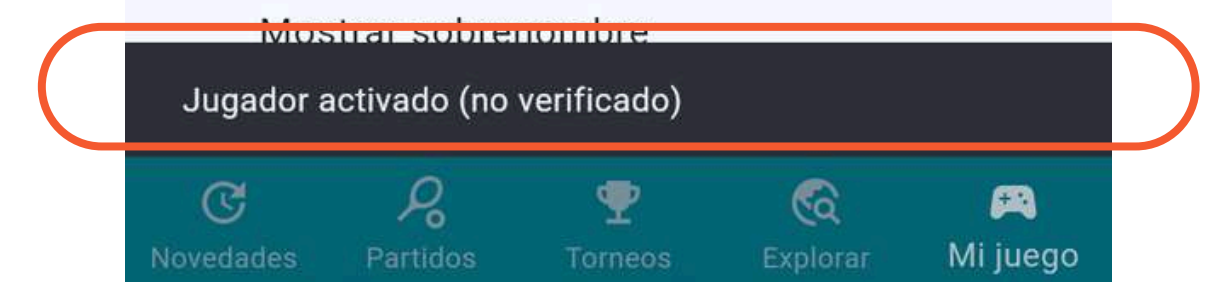 Mostrar sobrenombre
Jugador activado (no verificado)
Novedades Partidos Torneos Explorar Mi juego